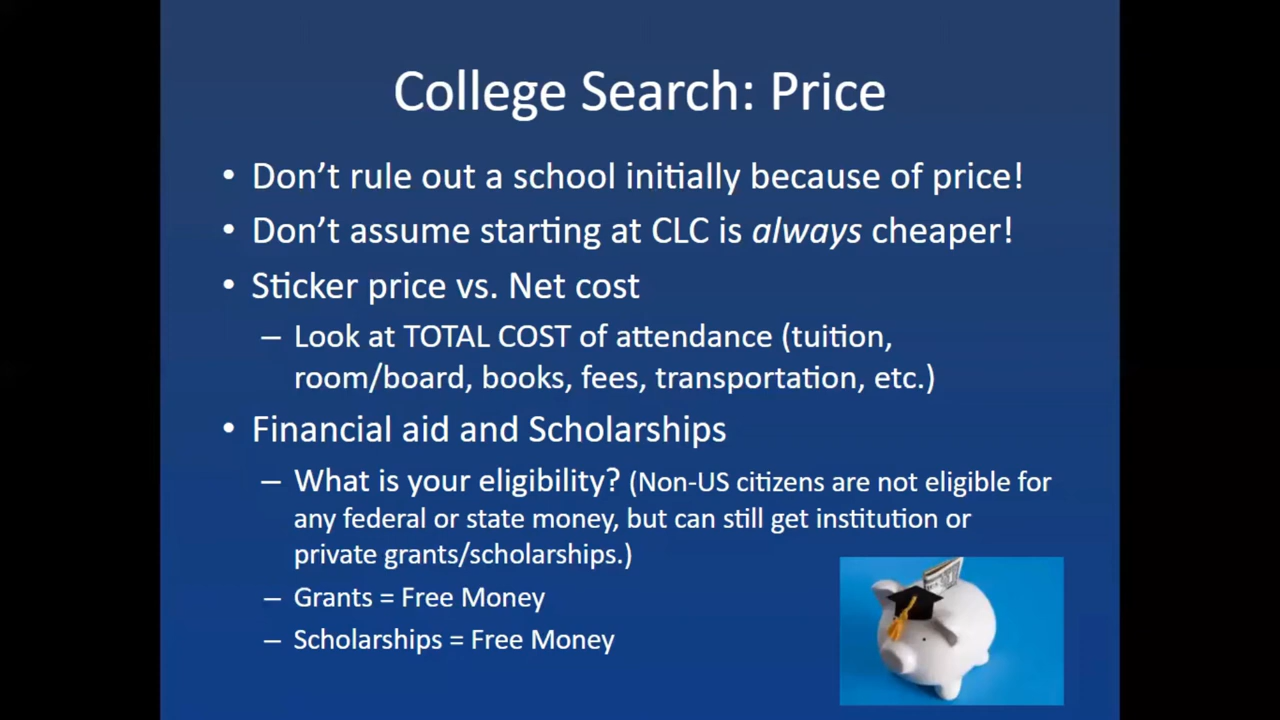 College Search: Price
• Don’t rule out a school initially because of price!
• Don’t assume starting at CLC is always cheaper!
• Sticker price vs. Net cost
– Look at TOTAL COST of attendance (tuition,
room/board, books, fees, transportation, etc.)
• Financial aid and Scholarships
– What is your eligibility? (Non-US citizens are not eligible for
any federal or state money, but can still get institution or
private grants/scholarships.)
– Grants = Free Money
– Scholarships = Free Money